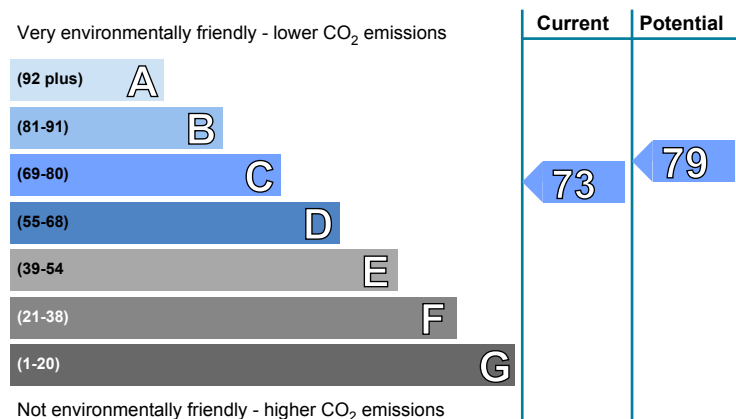 Very environmentally friendly - lower CO2 emissions
Current
Potential
(92 plus) A
(81-91) B
(69-80) C
(55-68) D
(39-54 E
(21-38) F
(1-20) G
73
79
Not environmentally friendly - higher CO2 emissions